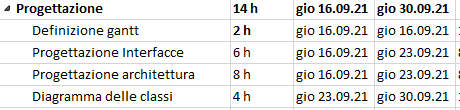 Progettazione 14 h gio 16.09.21 gio 30.09.21
Definizione gantt 2 h gio 16.09.21 gio 16.09.21
Progettazione Interfacce 6 h gio 16.09.21 gio 23.09.21
Progettazione architettura 8 h gio 16.09.21 gio 23.09.21
Diagramma delle classi 4 h gio 23.09.21 gio 30.09.21